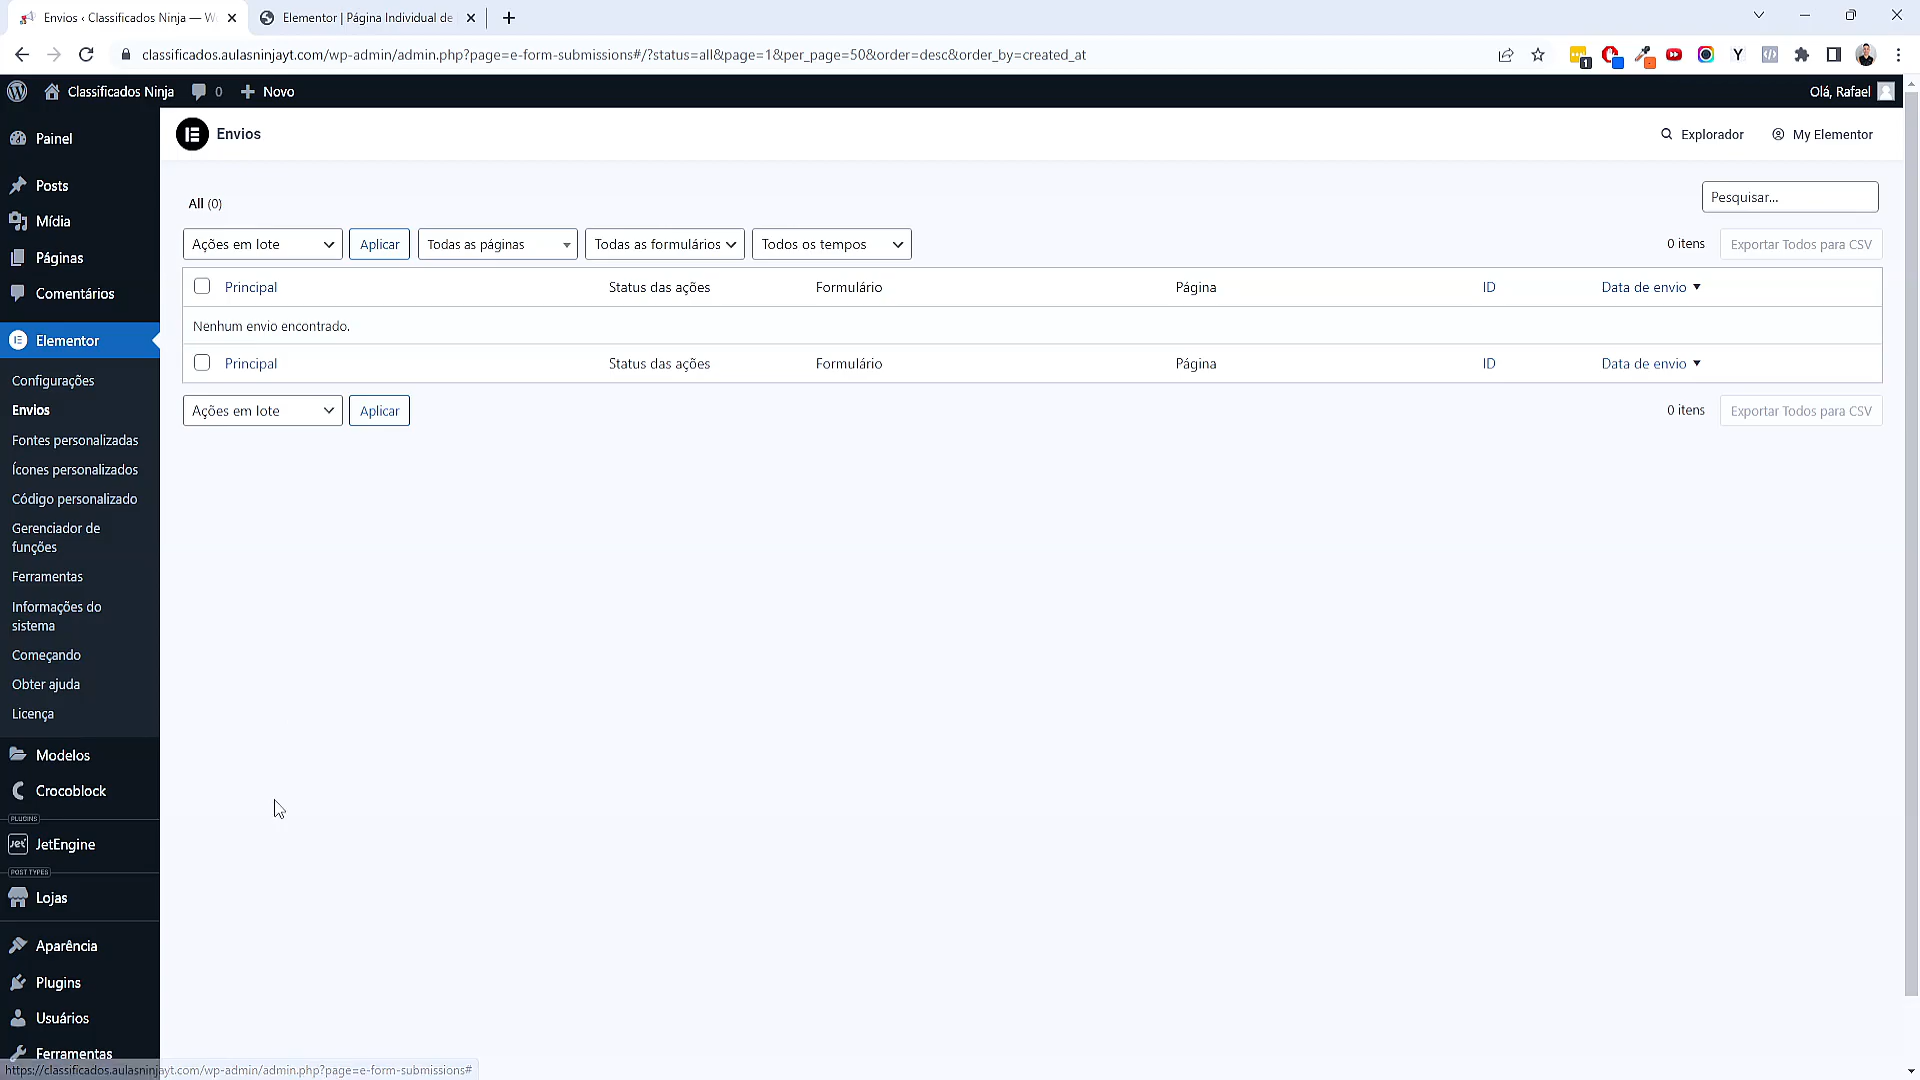 Envios ‹ Classificados Ninja — W
Elementor | Página Individual de
classificados.aulasninjayt.com/wp-admin/admin.php?page=e-form-submissions#/?status=all&page=1&per_page=50&order=desc&order_by=created_at
1
Y
Classificados Ninja
0
Novo
Olá, Rafael
Painel
Posts
Mídia
Páginas
Comentários
Elementor
Configurações
Envios
Fontes personalizadas
Ícones personalizados
Código personalizado
Gerenciador de
funções
Ferramentas
Informações do
sistema
Começando
Obter ajuda
Licença
Modelos
Crocoblock
PLUGINS
Jet
JetEngine
POST TYPES
Lojas
Aparência
Plugins
Usuários
Ferramentas
Envios
Explorador
My Elementor
All (0)
Pesquisar...
Ações em lote
Aplicar
Todas as páginas
Todas as formulários
Todos os tempos
0 itens
Exportar Todos para CSV
Principal
Status das ações
Formulário
Página
ID
Data de envio ▼
Nenhum envio encontrado.
Principal
Status das ações
Formulário
Página
ID
Data de envio ▼
Ações em lote
Aplicar
0 itens
Exportar Todos para CSV
https://classificados.aulasninjayt.com/wp-admin/admin.php?page=e-form-submissions#